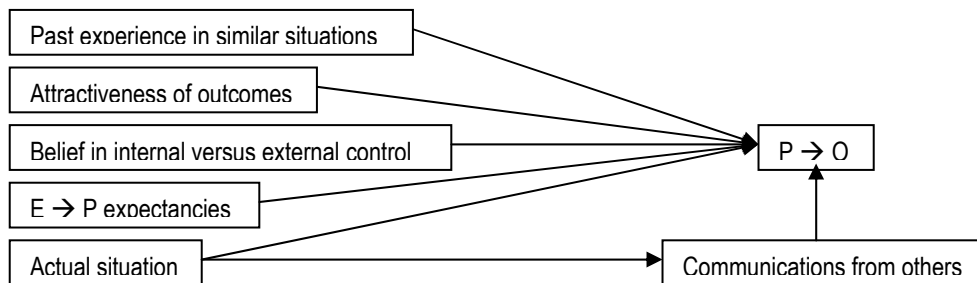 Past experience in similar situations
Attractiveness of outcomes
Belief in internal versus external control
P → O
E → P expectancies
Actual situation
Communications from others